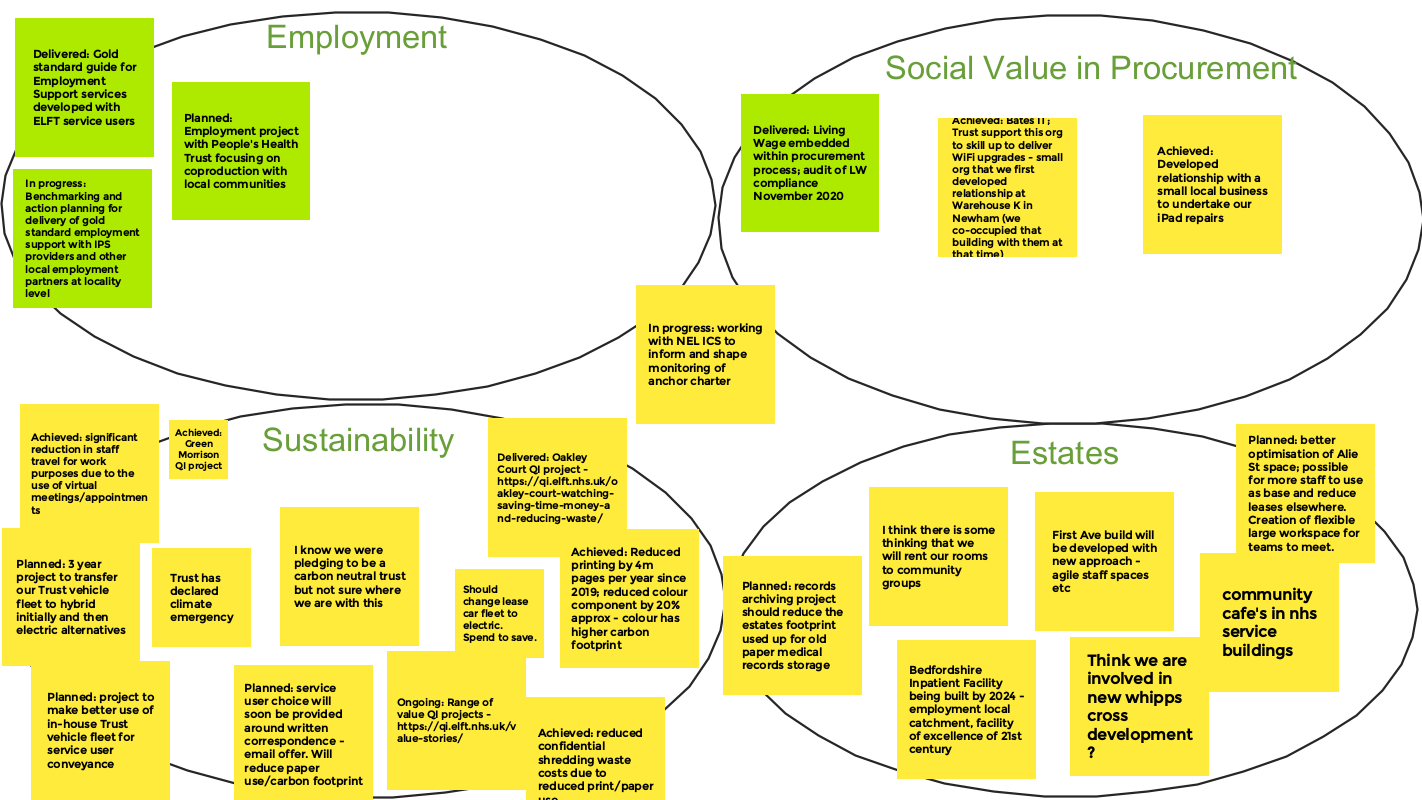 Employment
Delivered: Gold
standard guide for
Employment
Support services
developed with
ELFT service users
Planned:
Employment project
with People's Health
Trust focusing on
coproduction with
local communities
In progress:
Benchmarking and
action planning for
delivery of gold
standard employment
support with IPS
providers and other
local employment
partners at locality
level
Social Value in Procurement
Delivered: Living
Wage embedded
within procurement
process; audit of LW
compliance
November 2020
Achieved: Bates IT;
Trust support this org
to skill up to deliver
WiFi upgrades - small
org that we first
developed
relationship at
Warehouse K in
Newham (we
co-occupied that
building with them at
that time)
Achieved:
Developed
relationship with a
small local business
to undertake our
iPad repairs
In progress: working
with NEL ICS to
inform and shape
monitoring of
anchor charter
Sustainability
Achieved: significant
reduction in staff
travel for work
purposes due to the
use of virtual
meetings/appointmen
ts
Achieved:
Green
Morrison
QI project
Delivered: Oakley
Court QI project -
https://qi.elft.nhs.uk/o
akley-court-watching-
saving-time-money-a
nd-reducing-waste/
Planned: 3 year
project to transfer
our Trust vehicle
fleet to hybrid
initially and then
electric alternatives
Trust has
declared
climate
emergency
I know we were
pledging to be a
carbon neutral trust
but not sure where
we are with this
Should
change lease
car fleet to
electric.
Spend to save.
Achieved: Reduced
printing by 4m
pages per year since
2019; reduced colour
component by 20%
approx - colour has
higher carbon
footprint
Planned: project to
make better use of
in-house Trust
vehicle fleet for
service user
conveyance
Planned: service
user choice will
soon be provided
around written
correspondence -
email offer. Will
reduce paper
use/carbon footprint
Ongoing: Range of
value QI projects -
https://qi.elft.nhs.uk/v
alue-stories/
Achieved: reduced
confidential
shredding waste
costs due to
reduced print/paper
use
Estates
Planned: better
optimisation of Alie
St space; possible
for more staff to use
as base and reduce
leases elsewhere.
Creation of flexible
large workspace for
teams to meet.
I think there is some
thinking that we
will rent our rooms
to community
groups
First Ave build will
be developed with
new approach -
agile staff spaces
etc
Planned: records
archiving project
should reduce the
estates footprint
used up for old
paper medical
records storage
community
cafe's in nhs
service
buildings
Bedfordshire
Inpatient Facility
being built by 2024 -
employment local
catchment, facility
of excellence of 21st
century
Think we are
involved in
new whipps
cross
development
?